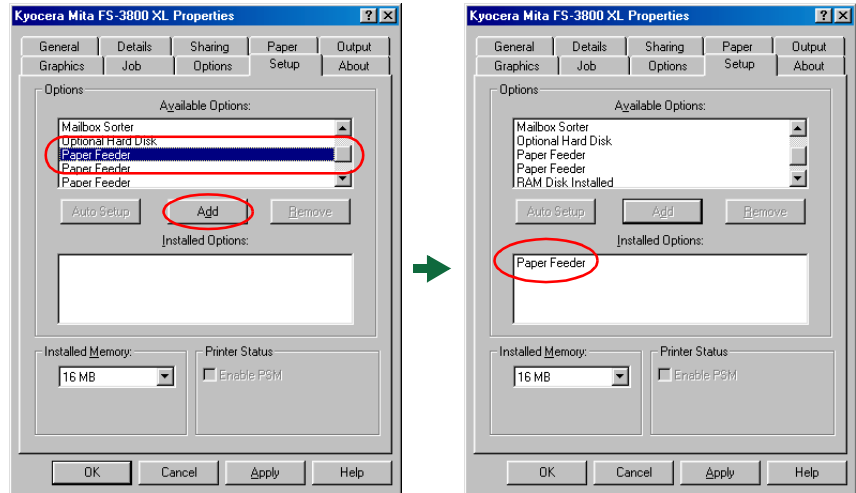 Kyocera Mita FS-3800 XL Properties
General Details Sharing Paper Output
Graphics Job Options Setup About
Options
Available Options:
Mailbox Sorter
Optional Hard Disk
Paper Feeder
Paper Feeder
Paper Feeder
Auto Setup Add Remove
Installed Options:
Installed Memory: Printer Status
16 MB Enable PSM
OK Cancel Apply Help
Kyocera Mita FS-3800 XL Properties
General Details Sharing Paper Output
Graphics Job Options Setup About
Options
Available Options:
Mailbox Sorter
Optional Hard Disk
Paper Feeder
Paper Feeder
RAM Disk Installed
Auto Setup Add Remove
Installed Options:
Paper Feeder
Installed Memory: Printer Status
16 MB Enable PSM
OK Cancel Apply Help